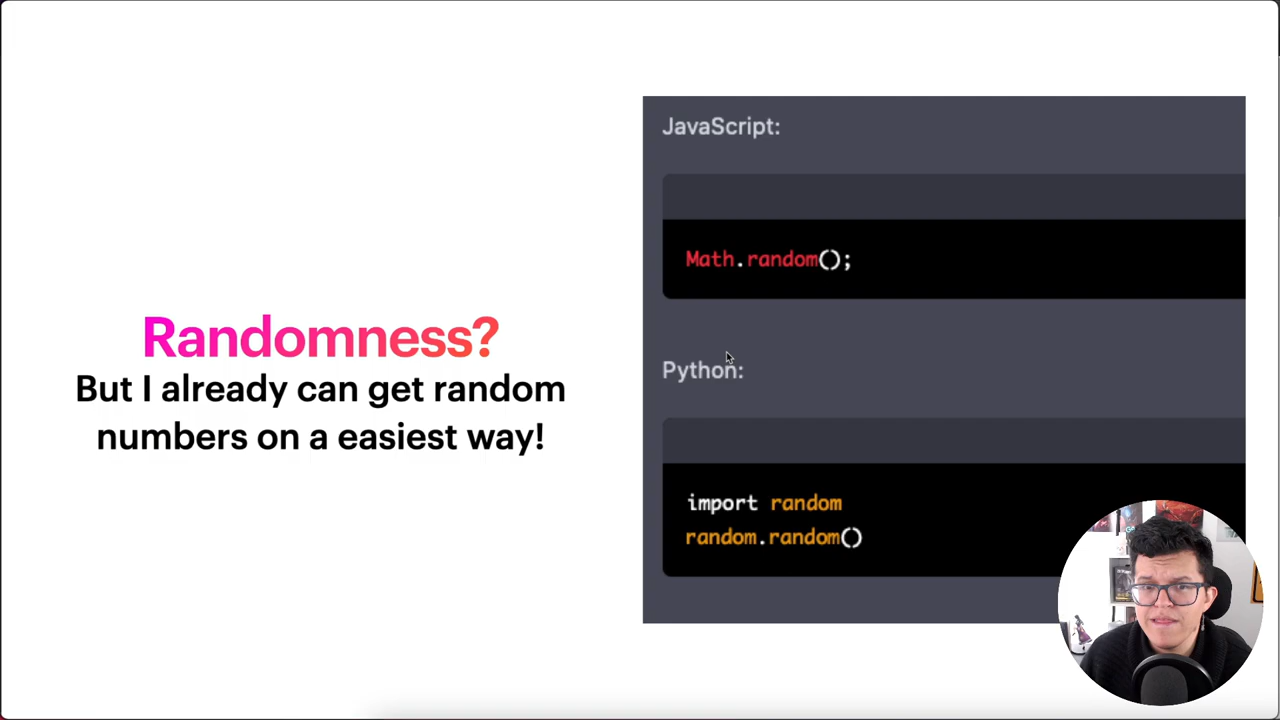 Randomness?
But I already can get random
numbers on a easiest way!
JavaScript:
Math.random();
Python:
import random
random.random()